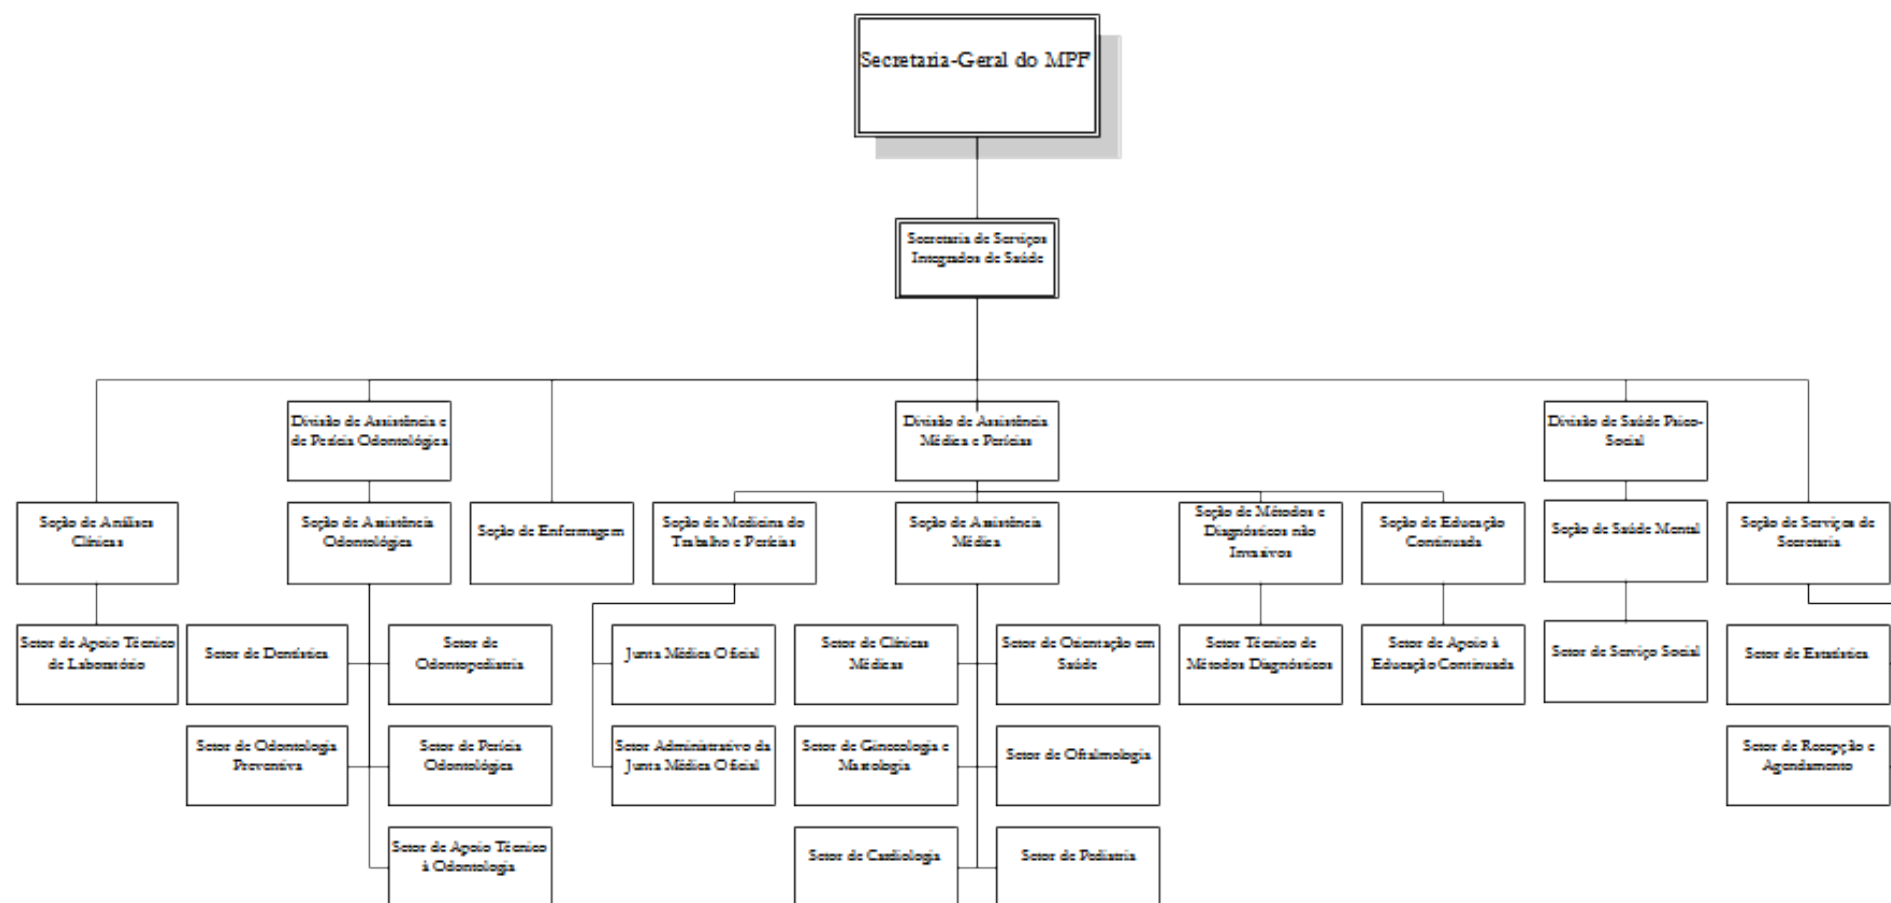 Secretaria-Geral do MPF
Secretaria de Serviços
Integrados de Saúde
Divisão de Assistência e
de Perícia Odontológica
Divisão de Assistência
Médica e Perícias
Divisão de Saúde Psico-
Social
Seção de Análises
Clínicas
Seção de Assistência
Odontológica
Seção de Enfermagem
Seção de Medicina do
Trabalho e Perícias
Seção de Assistência
Médica
Seção de Métodos e
Diagnósticos não
Invasivos
Seção de Educação
Continuada
Seção de Saúde Mental
Seção de Serviços de
Secretaria
Setor de Apoio Técnico
de Laboratório
Setor de Dentística
Setor de
Odontopediatria
Junta Médica Oficial
Setor de Clínicas
Médicas
Setor de Orientação em
Saúde
Setor Técnico de
Métodos Diagnósticos
Setor de Apoio à
Educação Continuada
Setor de Serviço Social
Setor de Estatística
Setor de Odontologia
Preventiva
Setor de Perícia
Odontológica
Setor Administrativo da
Junta Médica Oficial
Setor de Ginecologia e
Mastologia
Setor de Oftalmologia
Setor de Recepção e
Agendamento
Setor de Apoio Técnico
à Odontologia
Setor de Cardiologia
Setor de Pediatria